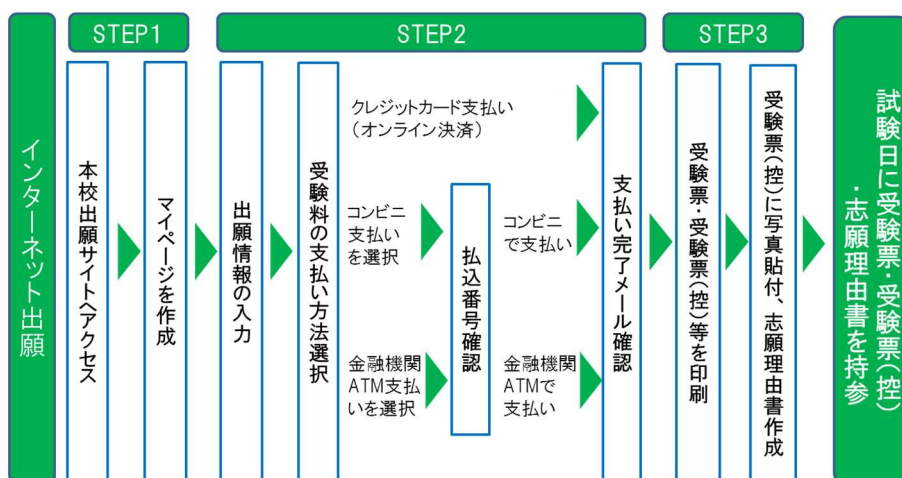 インターネット出願
STEP1
本校出願サイトへアクセス
マイページを作成
STEP2
出願情報の入力
受験料の支払い方法選択
クレジットカード支払い
（オンライン決済）
コンビニ
支払い
を選択
金融機関
ATM支払
いを選択
払込番号確認
コンビニ
で支払い
金融機関
ATMで
支払い
支払い完了メール確認
STEP3
受験票・受験票(控)等を印刷
受験票(控)に写真貼付、志願理由書作成
試験日に受験票・受験票(控)
・志願理由書を持参